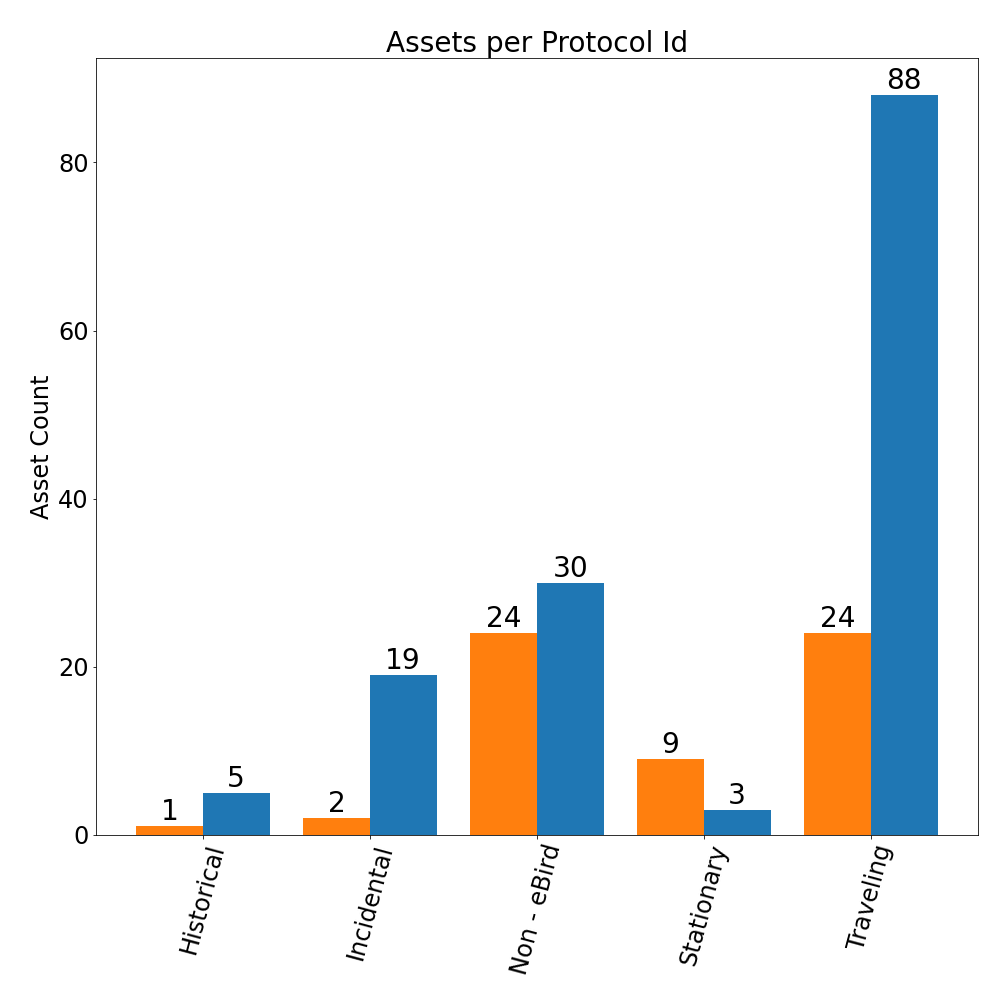 Assets per Protocol Id
Asset Count
80
60
40
20
0
1
5
2
19
24
30
9
3
24
88
Historical
Incidental
Non - eBird
Stationary
Traveling